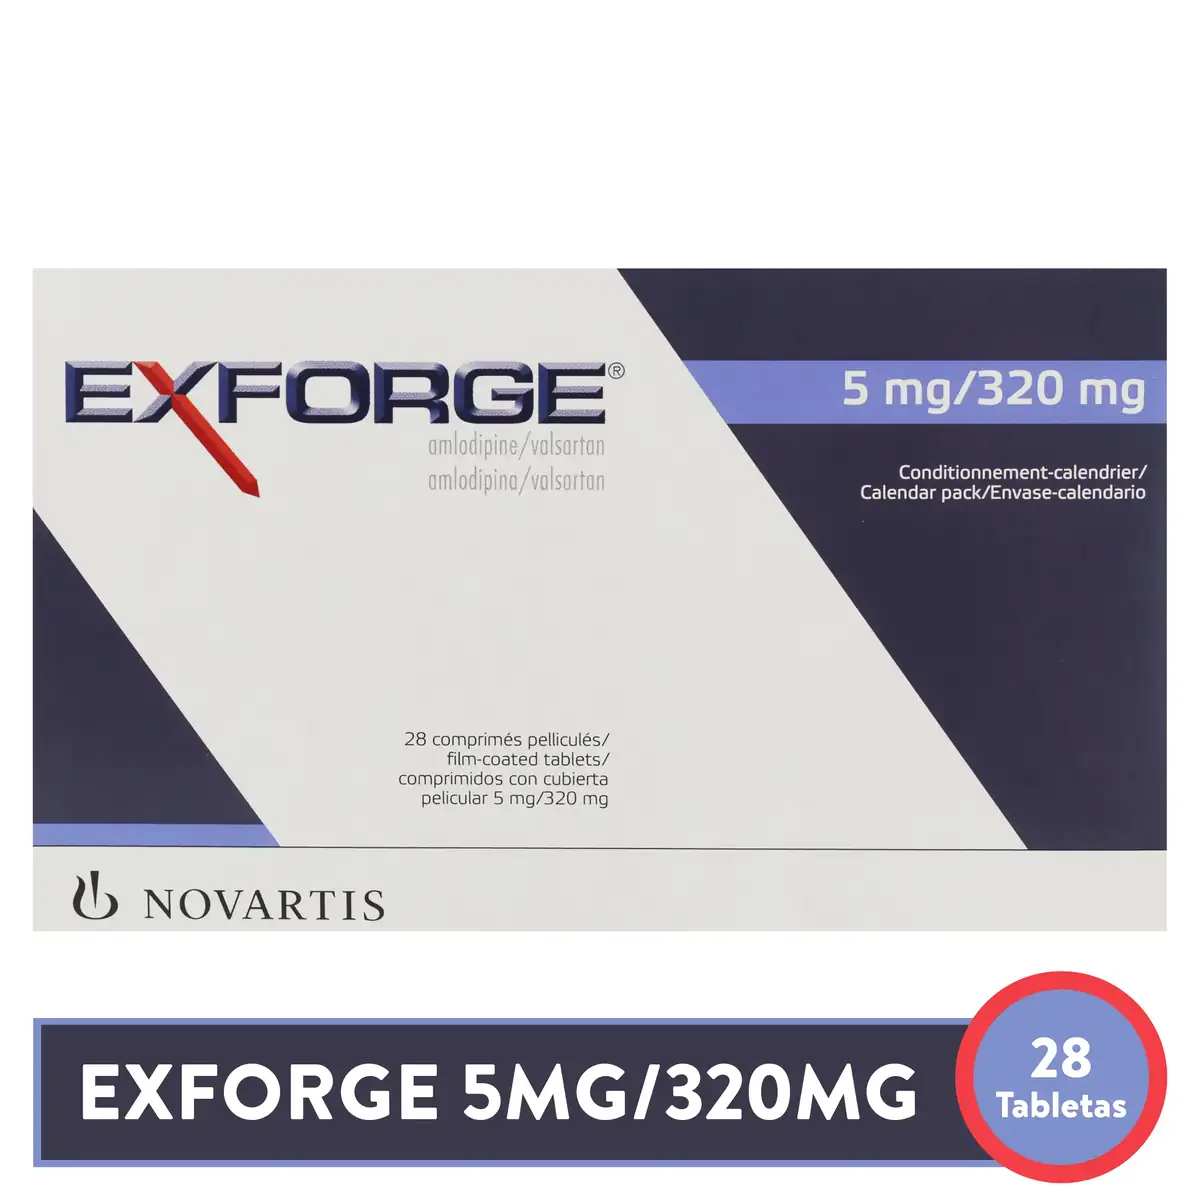 EXFORGE®
amlodipine/valsartan
amlodipina/valsartan
5 mg/320 mg
Conditionnement-calendrier/
Calendar pack/Envase-calendario
28 comprimés pelliculés/
film-coated tablets/
comprimidos con cubierta
pelicular 5 mg/320 mg
NOVARTIS
EXFORGE 5MG/320MG
28
Tabletas